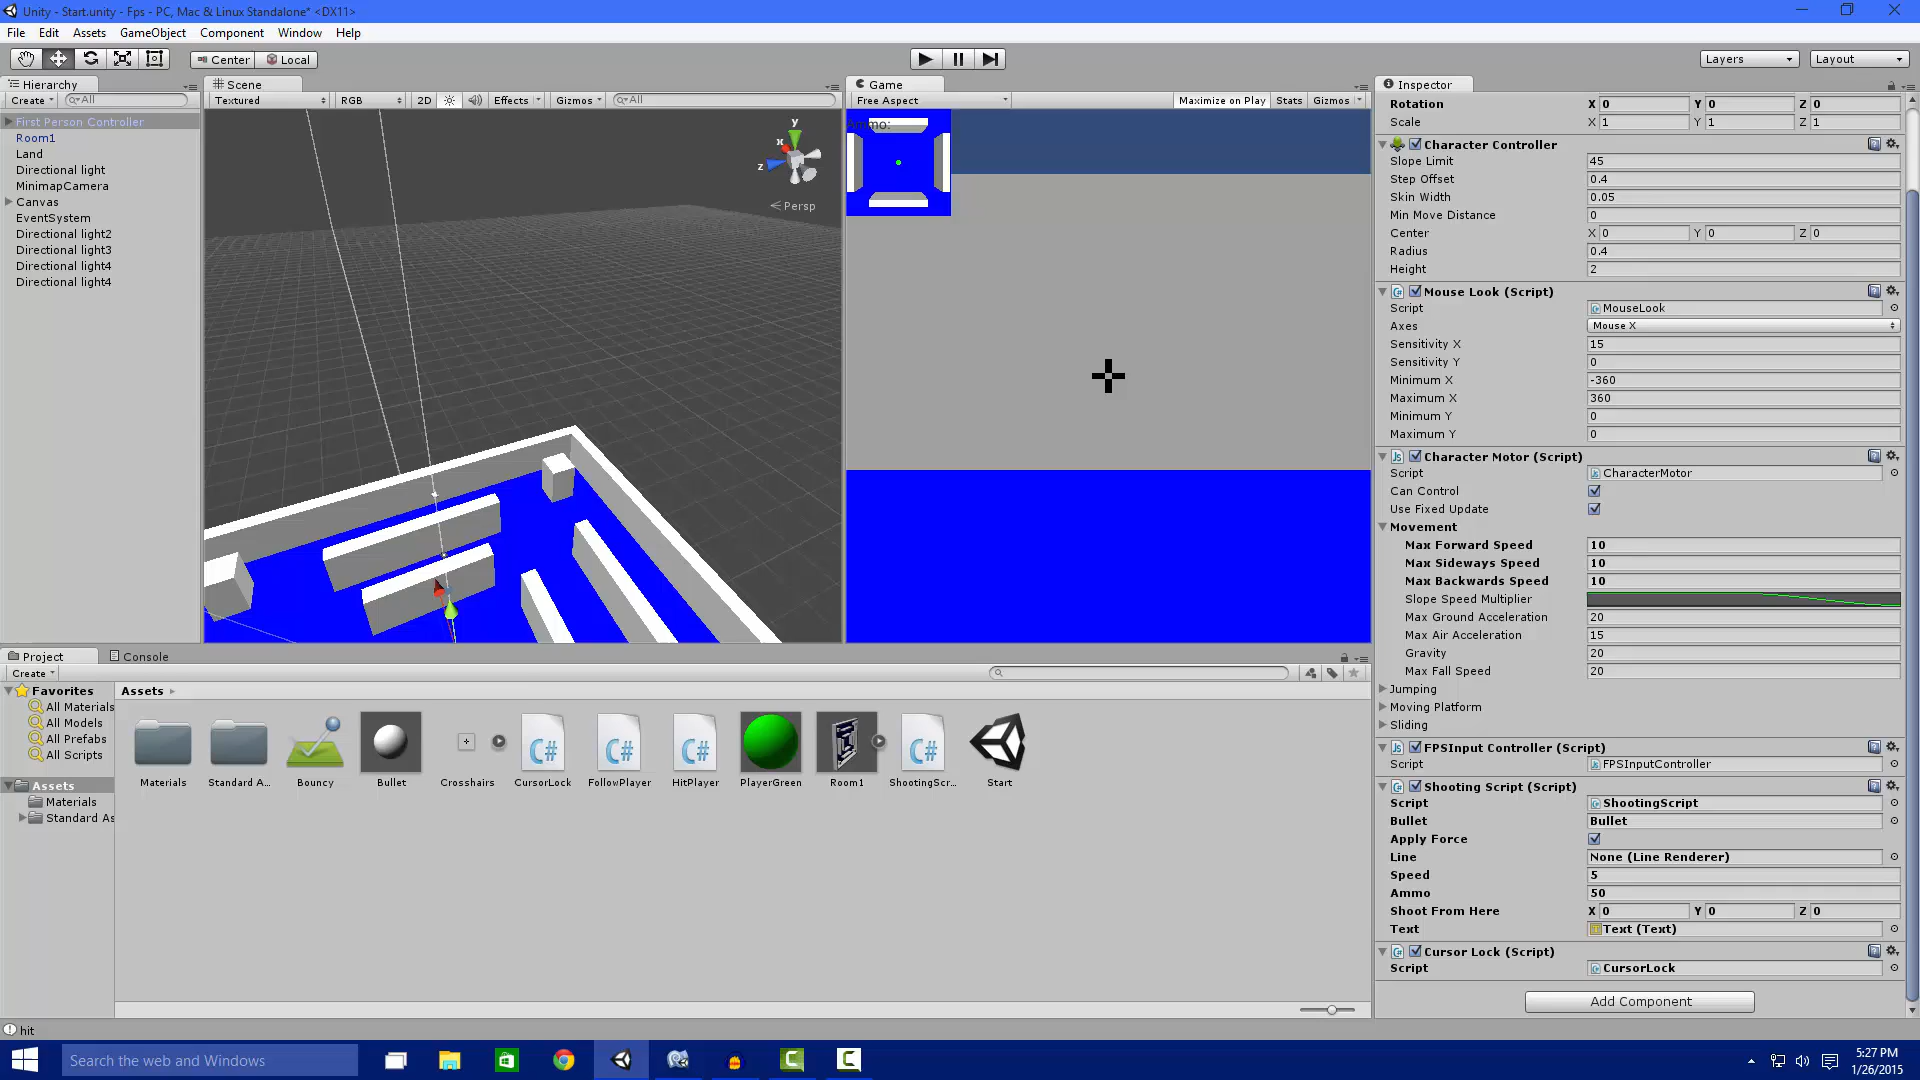 Unity - Start.unity - Fps - PC, Mac & Linux Standalone* <DX11>
File Edit Assets GameObject Component Window Help
Center Local
Layers Layout
Hierarchy
Create All
First Person Controller
Room1
Land
Directional light
MinimapCamera
Canvas
EventSystem
Directional light2
Directional light3
Directional light4
Directional light4
Scene
Textured RGB 2D Effects Gizmos All
y
x
z
Persp
Game
Free Aspect Maximize on Play Stats Gizmos
Ammo:
Inspector
Rotation X 0 Y 0 Z 0
Scale X 1 Y 1 Z 1
Character Controller
Slope Limit 45
Step Offset 0.4
Skin Width 0.05
Min Move Distance 0
Center X 0 Y 0 Z 0
Radius 0.4
Height 2
Mouse Look (Script)
Script MouseLook
Axes Mouse X
Sensitivity X 15
Sensitivity Y 0
Minimum X -360
Maximum X 360
Minimum Y 0
Maximum Y 0
Character Motor (Script)
Script CharacterMotor
Can Control
Use Fixed Update
Movement
Max Forward Speed 10
Max Sideways Speed 10
Max Backwards Speed 10
Slope Speed Multiplier
Max Ground Acceleration 20
Max Air Acceleration 15
Gravity 20
Max Fall Speed 20
Jumping
Moving Platform
Sliding
FPSInput Controller (Script)
Script FPSInputController
Shooting Script (Script)
Script ShootingScript
Bullet Bullet
Apply Force
Line None (Line Renderer)
Speed 5
Ammo 50
Shoot From Here X 0 Y 0 Z 0
Text Text (Text)
Cursor Lock (Script)
Script CursorLock
Add Component
Project Console
Create
Favorites
All Materials
All Models
All Prefabs
All Scripts
Assets
Materials
Standard As
Assets
C# C# C# C#
Materials Standard A... Bouncy Bullet Crosshairs CursorLock FollowPlayer HitPlayer PlayerGreen Room1 ShootingScr... Start
hit
Search the web and Windows
5:27 PM
1/26/2015